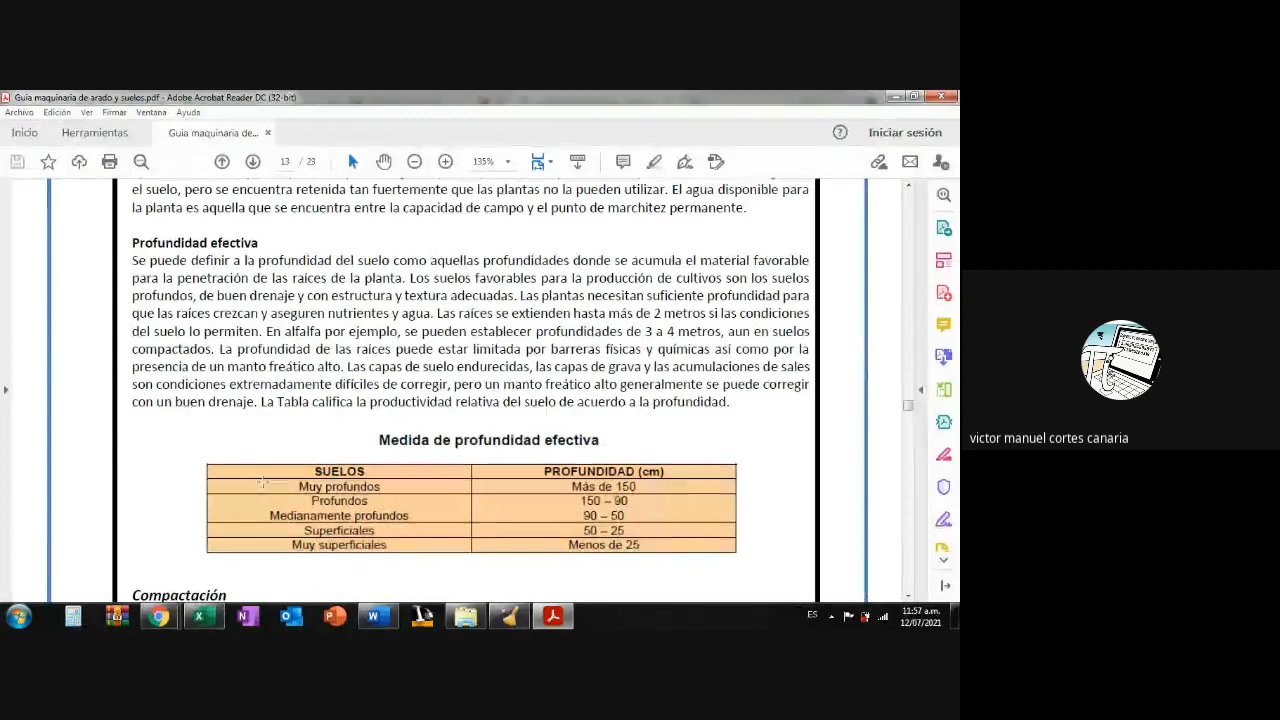 Guia maquinaria de arado y suelos.pdf - Adobe Acrobat Reader DC (32-bit)
Archivo Edición Ver Firmar Ventana Ayuda
Inicio Herramientas Guia maquinaria de... × Iniciar sesión
13 / 23 135%
el suelo, pero se encuentra retenida tan fuertemente que las plantas no la pueden utilizar. El agua disponible para
la planta es aquella que se encuentra entre la capacidad de campo y el punto de marchitez permanente.
Profundidad efectiva
Se puede definir a la profundidad del suelo como aquellas profundidades donde se acumula el material favorable
para la penetración de las raíces de la planta. Los suelos favorables para la producción de cultivos son los suelos
profundos, de buen drenaje y con estructura y textura adecuadas. Las plantas necesitan suficiente profundidad para
que las raíces crezcan y aseguren nutrientes y agua. Las raíces se extienden hasta más de 2 metros si las condiciones
del suelo lo permiten. En alfalfa por ejemplo, se pueden establecer profundidades de 3 a 4 metros, aun en suelos
compactados. La profundidad de las raíces puede estar limitada por barreras físicas y químicas así como por la
presencia de un manto freático alto. Las capas de suelo endurecidas, las capas de grava y las acumulaciones de sales
son condiciones extremadamente difíciles de corregir, pero un manto freático alto generalmente se puede corregir
con un buen drenaje. La Tabla califica la productividad relativa del suelo de acuerdo a la profundidad.
Medida de profundidad efectiva
SUELOS PROFUNDIDAD (cm)
Muy profundos Más de 150
Profundos 150 – 90
Medianamente profundos 90 – 50
Superficiales 50 – 25
Muy superficiales Menos de 25
Compactación
ES 11:57 a.m.
12/07/2021
victor manuel cortes canaria